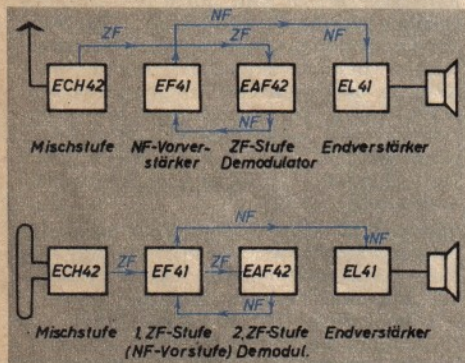 NF
ZF ZF NF
ECH42 EF41 EAF42 EL41
NF
Mischstufe NF-Vorver- ZF-Stufe Endverstärker
stärker Demodulator
NF
NF
ECH42 ZF EF41 ZF EAF42 EL41
NF
Mischstufe 1. ZF-Stufe 2. ZF-Stufe Endverstärker
(NF-Vorstufe) Demodul.